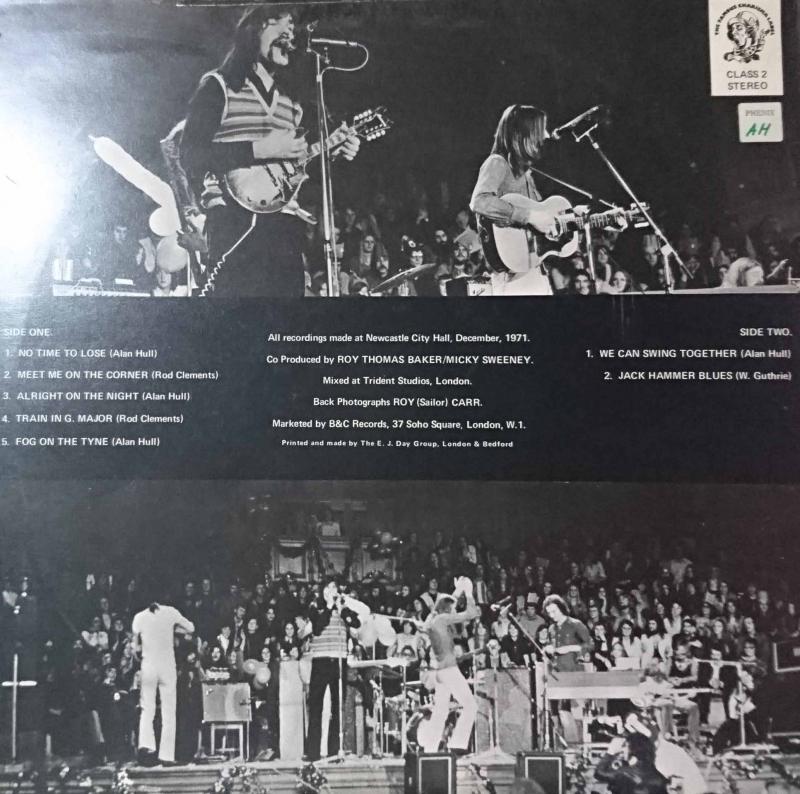 THE FAMOUS CHARISMA LABEL
CLASS 2
STEREO
PHENIX
AH
SIDE ONE.
1. NO TIME TO LOSE (Alan Hull)
2. MEET ME ON THE CORNER (Rod Clements)
3. ALRIGHT ON THE NIGHT (Alan Hull)
4. TRAIN IN G. MAJOR (Rod Clements)
5. FOG ON THE TYNE (Alan Hull)
All recordings made at Newcastle City Hall, December, 1971.
Co Produced by ROY THOMAS BAKER/MICKY SWEENEY.
Mixed at Trident Studios, London.
Back Photographs ROY (Sailor) CARR.
Marketed by B&C Records, 37 Soho Square, London, W.1.
Printed and made by The E. J. Day Group, London & Bedford
SIDE TWO.
1. WE CAN SWING TOGETHER (Alan Hull)
2. JACK HAMMER BLUES (W. Guthrie)